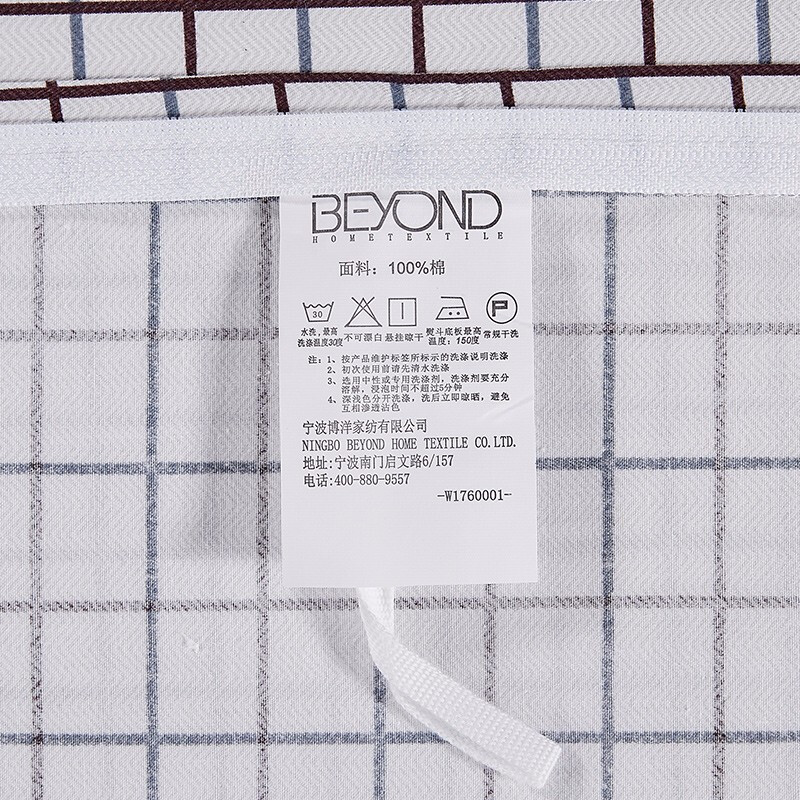 BEYOND
HOMETEXTILE
面料：100%棉
30 P
水洗，最高
洗涤温度30度
不可漂白
悬挂晾干
熨斗底板最高
温度：150度
常规干洗
注：1、按产品维护标签所标示的洗涤说明洗涤
2、初次使用前请先清水洗涤
3、选用中性或专用洗涤剂，洗涤剂要充分
溶解，浸泡时间不超过5分钟
4、深浅色分开洗涤，洗后立即晾晒，避免
互相渗透沾色
宁波博洋家纺有限公司
NINGBO BEYOND HOME TEXTILE CO.LTD.
地址:宁波南门启文路6/157
电话:400-880-9557
-W1760001-